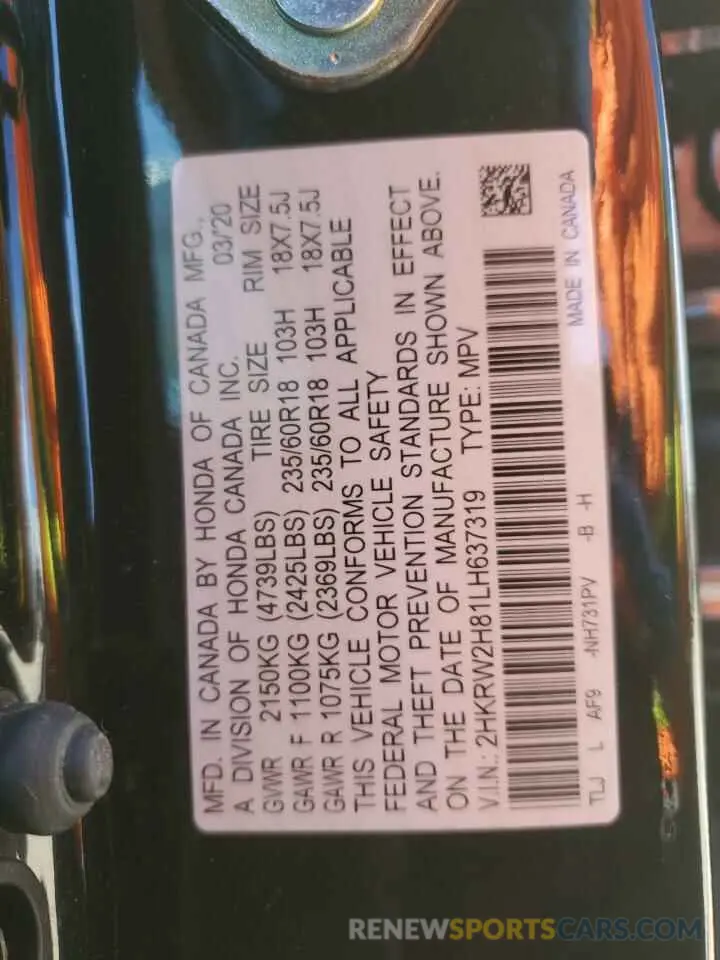 MFD. IN CANADA BY HONDA OF CANADA MFG.,
A DIVISION OF HONDA CANADA INC. 03/20
GVWR 2150KG (4739LBS) TIRE SIZE RIM SIZE
GAWR F 1100KG (2425LBS) 235/60R18 103H 18X7.5J
GAWR R 1075KG (2369LBS) 235/60R18 103H 18X7.5J
THIS VEHICLE CONFORMS TO ALL APPLICABLE
FEDERAL MOTOR VEHICLE SAFETY
AND THEFT PREVENTION STANDARDS IN EFFECT
ON THE DATE OF MANUFACTURE SHOWN ABOVE.
V.I.N.: 2HKRW2H81LH637319 TYPE: MPV
MADE IN CANADA
TLJ L AF9 -NH731PV -B -H
RENEWSPORTSCARS.COM